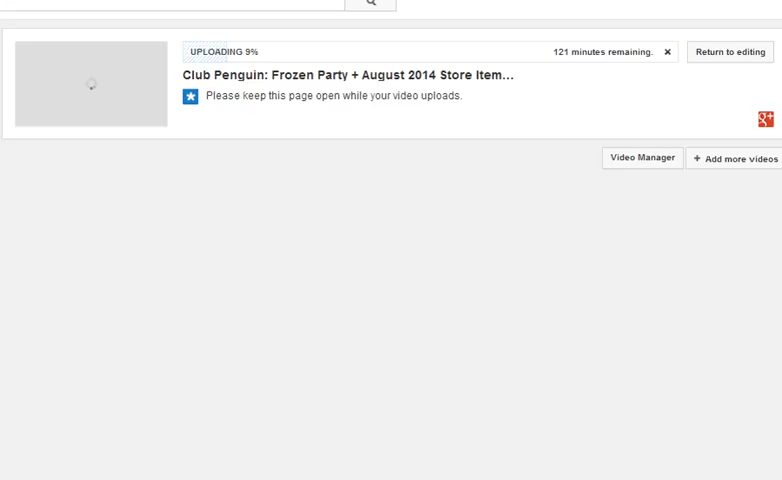 UPLOADING 9% 121 minutes remaining. × Return to editing
Club Penguin: Frozen Party + August 2014 Store Item...
Please keep this page open while your video uploads.
g+
Video Manager + Add more videos